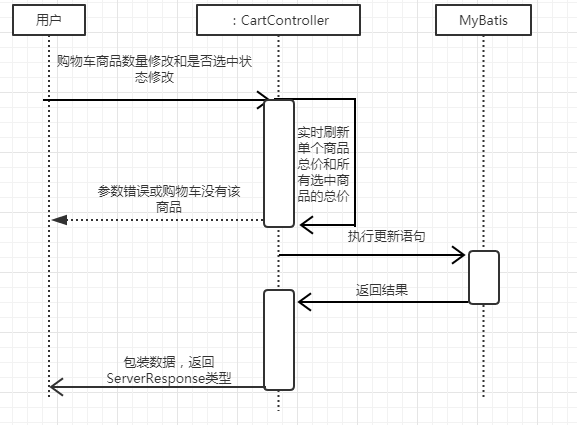 用户
：CartController
MyBatis
购物车商品数量修改和是否选中状
态修改
实时刷新
单个商品
总价和所
有选中商
品的总价
参数错误或购物车没有该
商品
执行更新语句
返回结果
包装数据，返回
ServerResponse类型